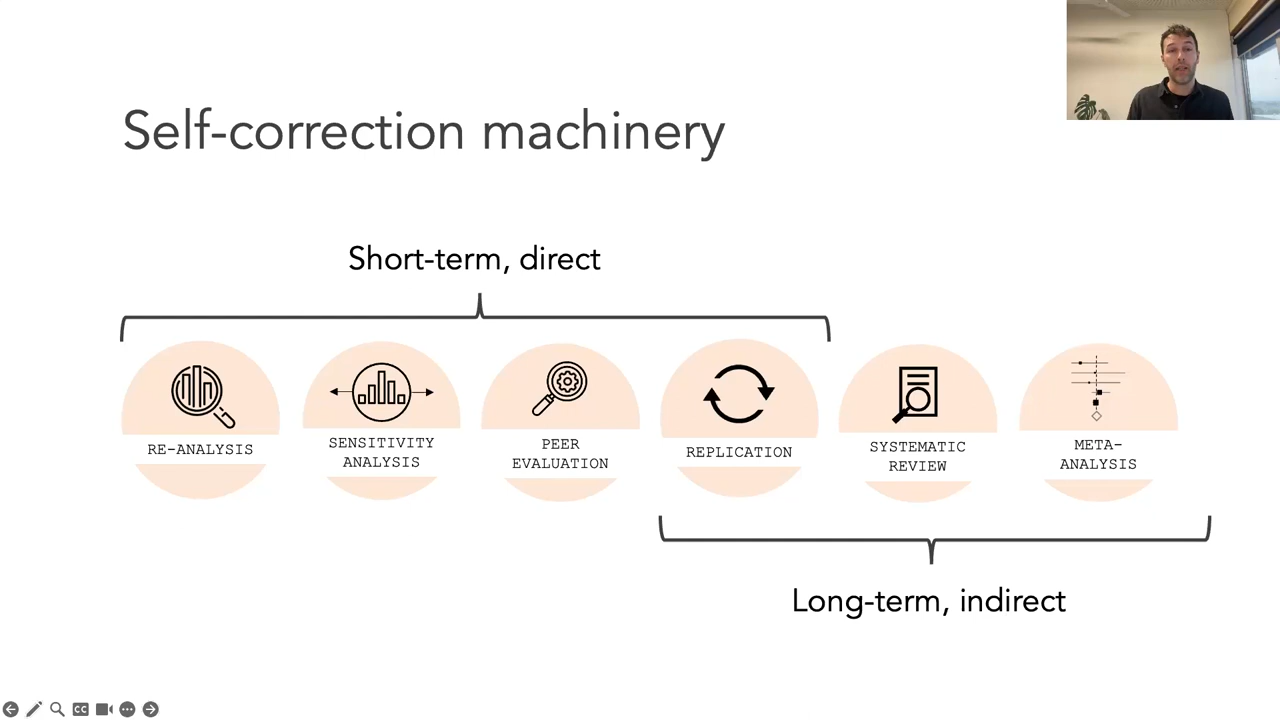 Self-correction machinery
Short-term, direct
RE-ANALYSIS
SENSITIVITY
ANALYSIS
PEER
EVALUATION
REPLICATION
SYSTEMATIC
REVIEW
META-
ANALYSIS
Long-term, indirect
CC